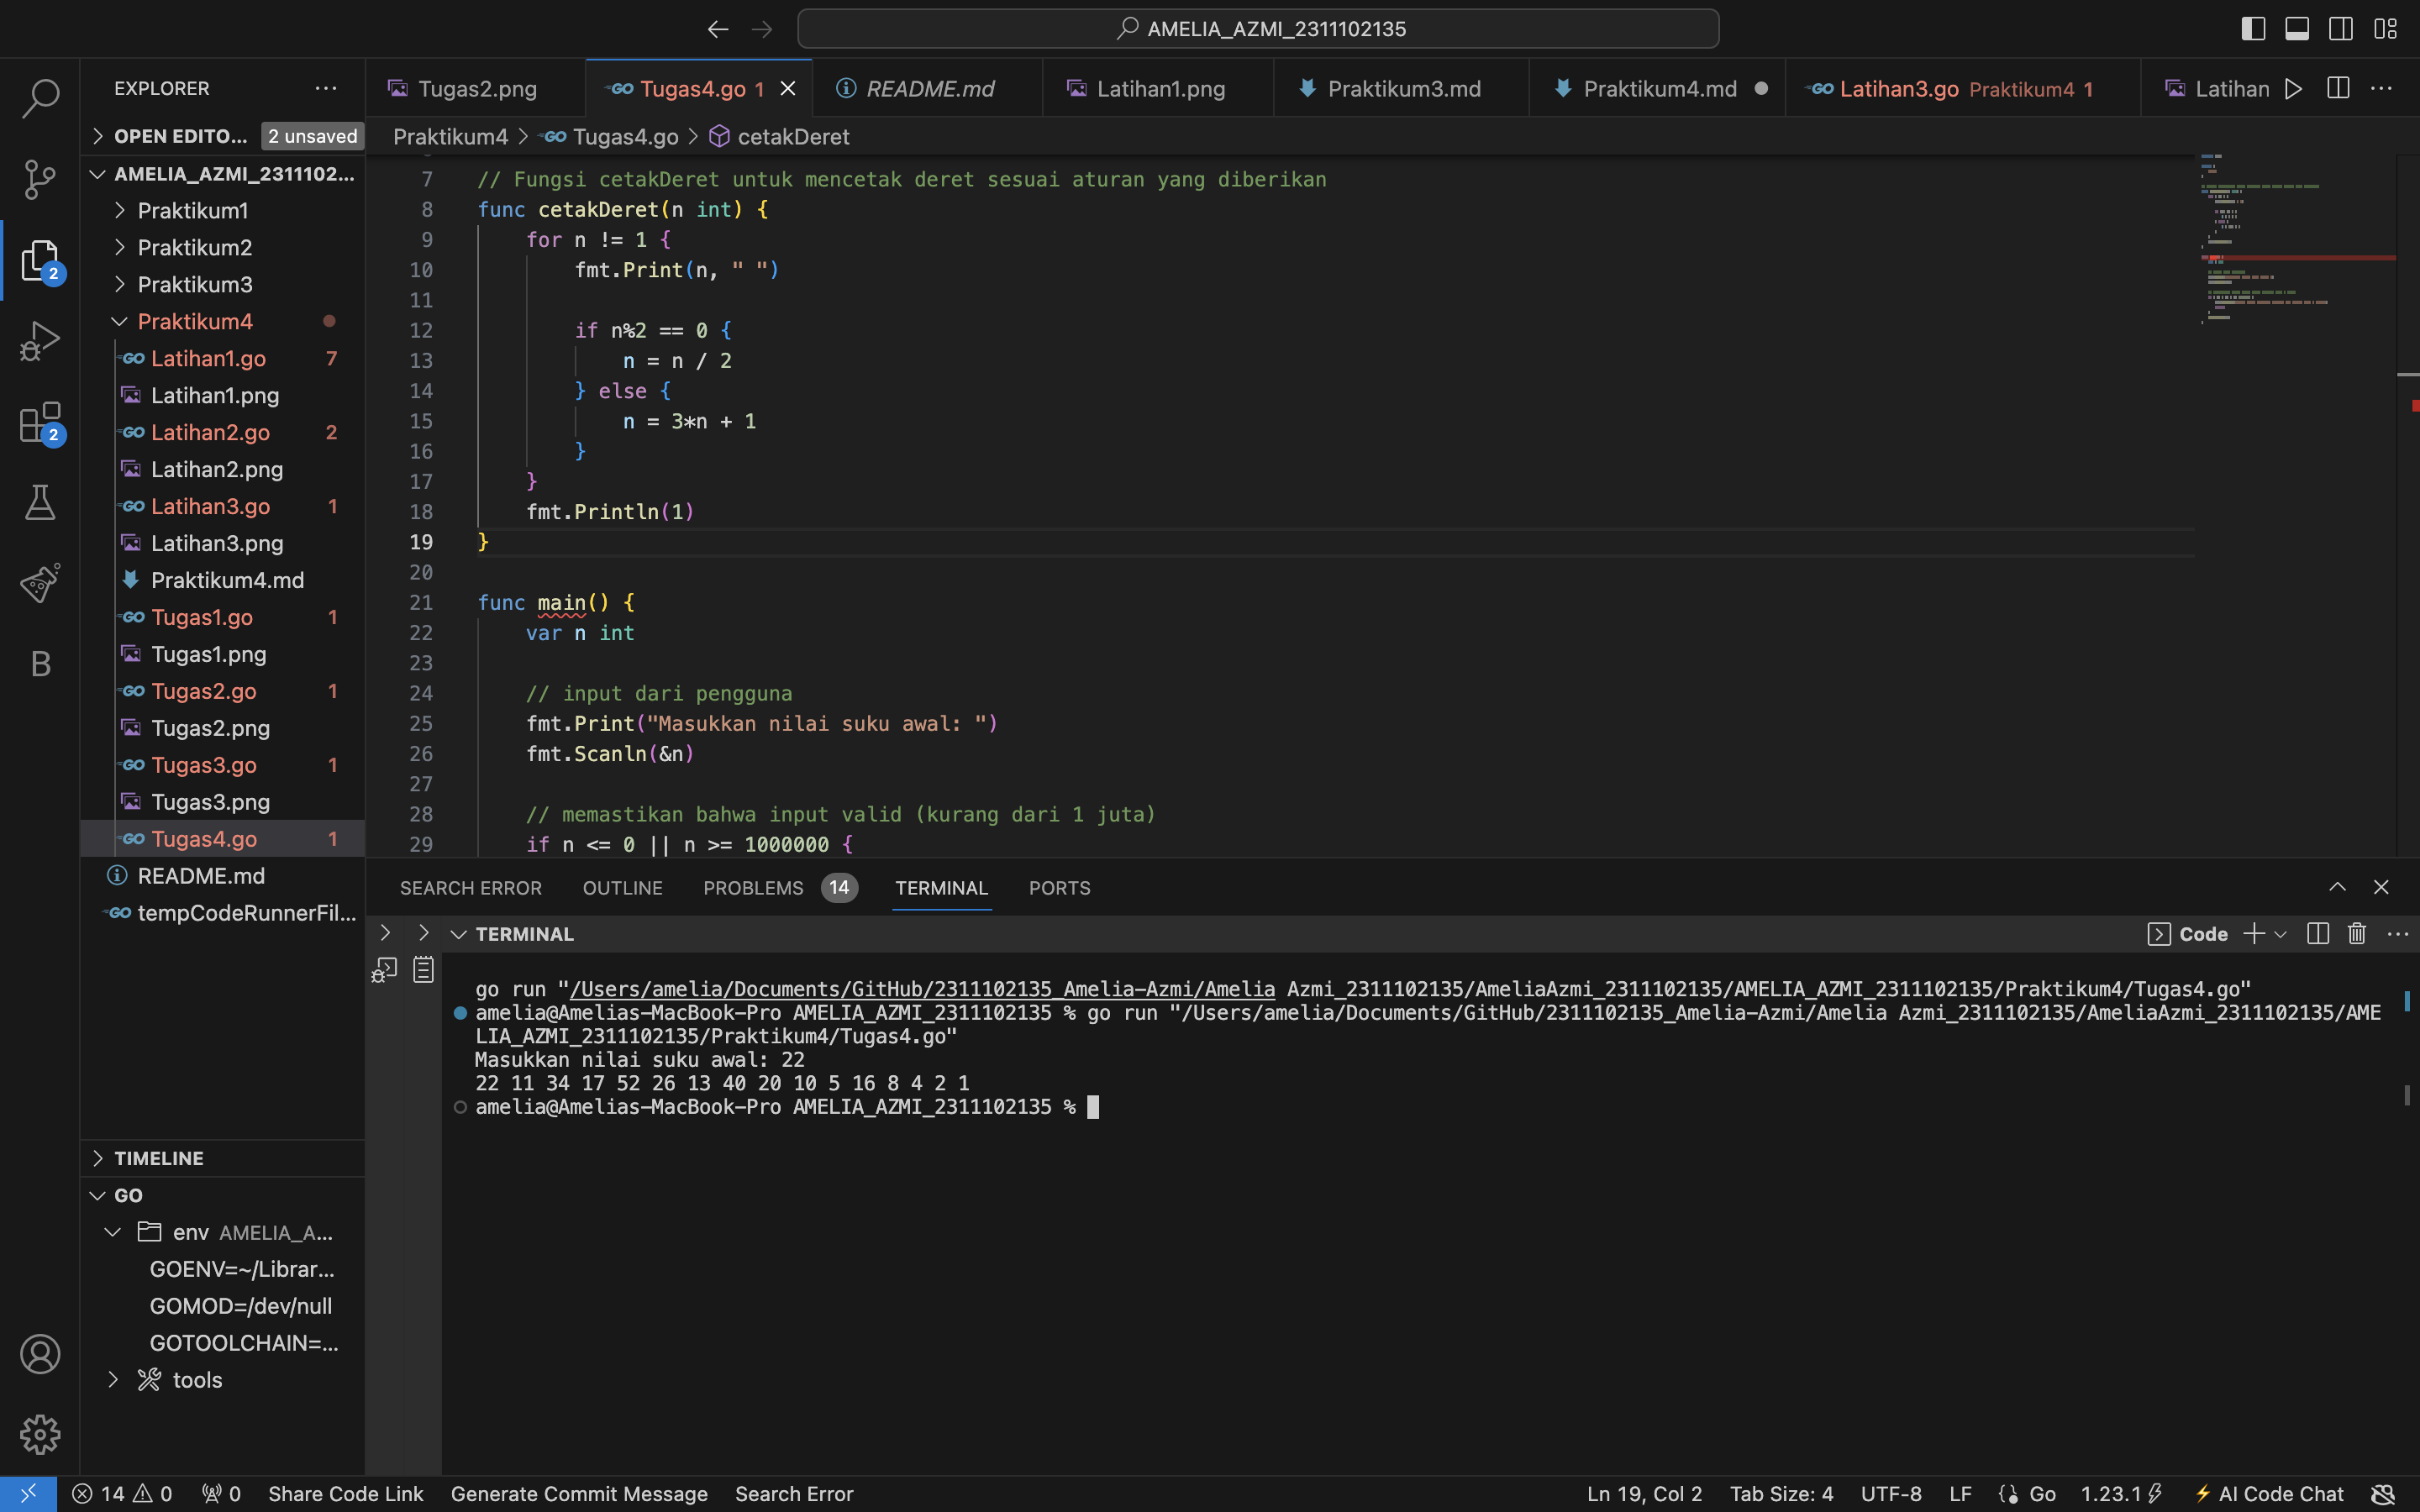 AMELIA_AZMI_2311102135
EXPLORER
Tugas2.png
Tugas4.go 1
README.md
Latihan1.png
Praktikum3.md
Praktikum4.md
Latihan3.go Praktikum4 1
Latihan
OPEN EDITO... 2 unsaved
Praktikum4 > Tugas4.go > cetakDeret
AMELIA_AZMI_2311102...
Praktikum1
Praktikum2
Praktikum3
Praktikum4
Latihan1.go 7
Latihan1.png
Latihan2.go 2
Latihan2.png
Latihan3.go 1
Latihan3.png
Praktikum4.md
Tugas1.go 1
Tugas1.png
Tugas2.go 1
Tugas2.png
Tugas3.go 1
Tugas3.png
Tugas4.go 1
README.md
tempCodeRunnerFil...
TIMELINE
GO
env AMELIA_A...
GOENV=~/Librar...
GOMOD=/dev/null
GOTOOLCHAIN=...
tools
2
2
B
7 // Fungsi cetakDeret untuk mencetak deret sesuai aturan yang diberikan
8 func cetakDeret(n int) {
9 for n != 1 {
10 fmt.Print(n, " ")
11
12 if n%2 == 0 {
13 n = n / 2
14 } else {
15 n = 3*n + 1
16 }
17 }
18 fmt.Println(1)
19 }
20
21 func main() {
22 var n int
23
24 // input dari pengguna
25 fmt.Print("Masukkan nilai suku awal: ")
26 fmt.Scanln(&n)
27
28 // memastikan bahwa input valid (kurang dari 1 juta)
29 if n <= 0 || n >= 1000000 {
SEARCH ERROR OUTLINE PROBLEMS 14 TERMINAL PORTS
TERMINAL
Code
go run "/Users/amelia/Documents/GitHub/2311102135_Amelia-Azmi/Amelia Azmi_2311102135/AmeliaAzmi_2311102135/AMELIA_AZMI_2311102135/Praktikum4/Tugas4.go"
amelia@Amelias-MacBook-Pro AMELIA_AZMI_2311102135 % go run "/Users/amelia/Documents/GitHub/2311102135_Amelia-Azmi/Amelia Azmi_2311102135/AmeliaAzmi_2311102135/AME
LIA_AZMI_2311102135/Praktikum4/Tugas4.go"
Masukkan nilai suku awal: 22
22 11 34 17 52 26 13 40 20 10 5 16 8 4 2 1
amelia@Amelias-MacBook-Pro AMELIA_AZMI_2311102135 %
14 0 0 Share Code Link Generate Commit Message Search Error
Ln 19, Col 2 Tab Size: 4 UTF-8 LF Go 1.23.1 AI Code Chat